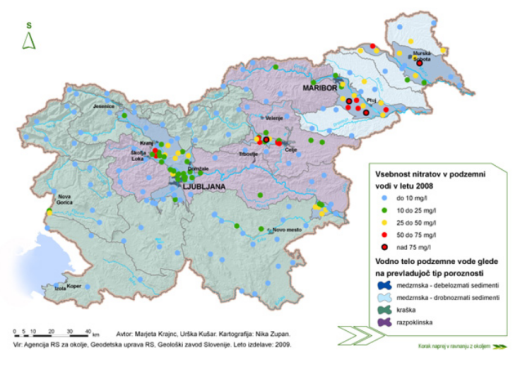 S
Murska
Sobota
MARIBOR
Ptuj
Jesenice
Velenje
Kranj
Škofja
Loka
Celje
Domžale
LJUBLJANA
Nova
Gorica
Novo mesto
Koper
Vsebnost nitratov v podzemni
vodi v letu 2008
do 10 mg/l
10 do 25 mg/l
25 do 50 mg/l
50 do 75 mg/l
nad 75 mg/l
Vodno telo podzemne vode glede
na prevladujoč tip poroznosti
medzrnska - debelozrnati sedimenti
medzrnska - drobnozrnati sedimenti
kraška
razpoklinska
0 5 10 20 30 40
km
Avtor: Marjeta Krajnc, Urška Kušar. Kartografija: Nika Zupan.
Vir: Agencija RS za okolje, Geodetska uprava RS, Geološki zavod Slovenije. Leto izdelave: 2009.
Korak naprej v ravnanju z okoljem